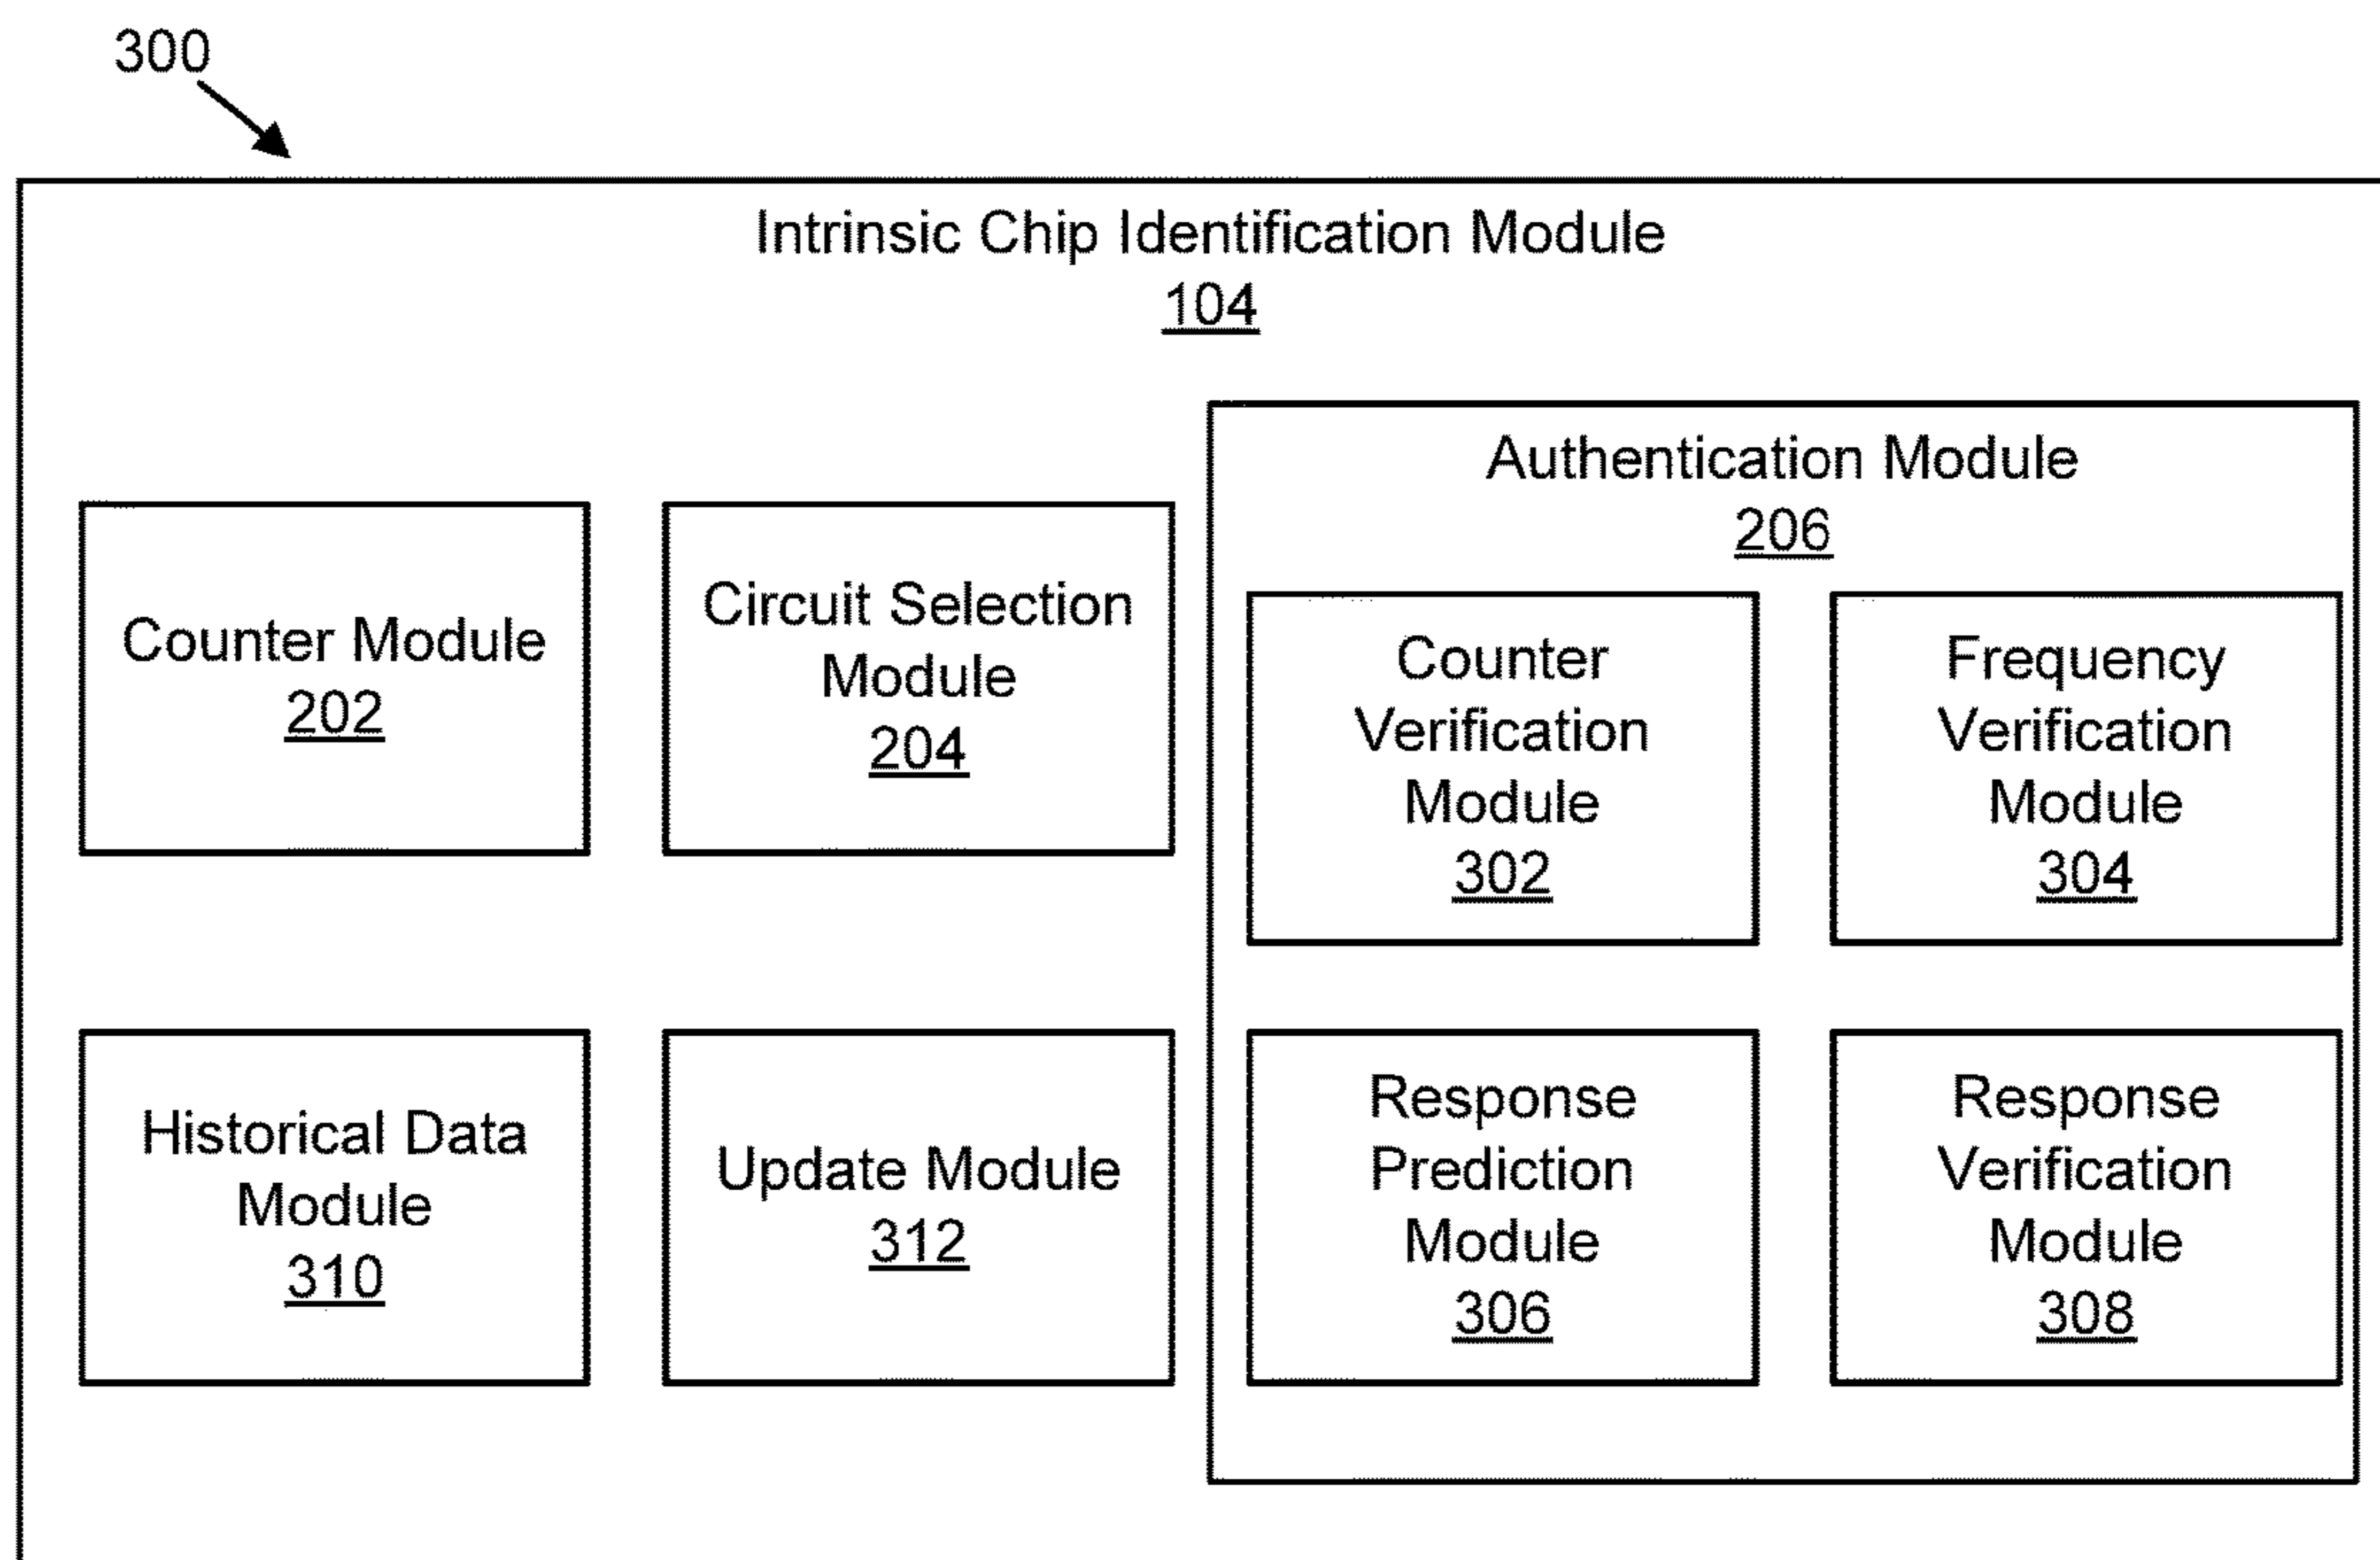 300
Intrinsic Chip Identification Module
104
Counter Module
202
Circuit Selection
Module
204
Authentication Module
206
Counter
Verification
Module
302
Frequency
Verification
Module
304
Historical Data
Module
310
Update Module
312
Response
Prediction
Module
306
Response
Verification
Module
308